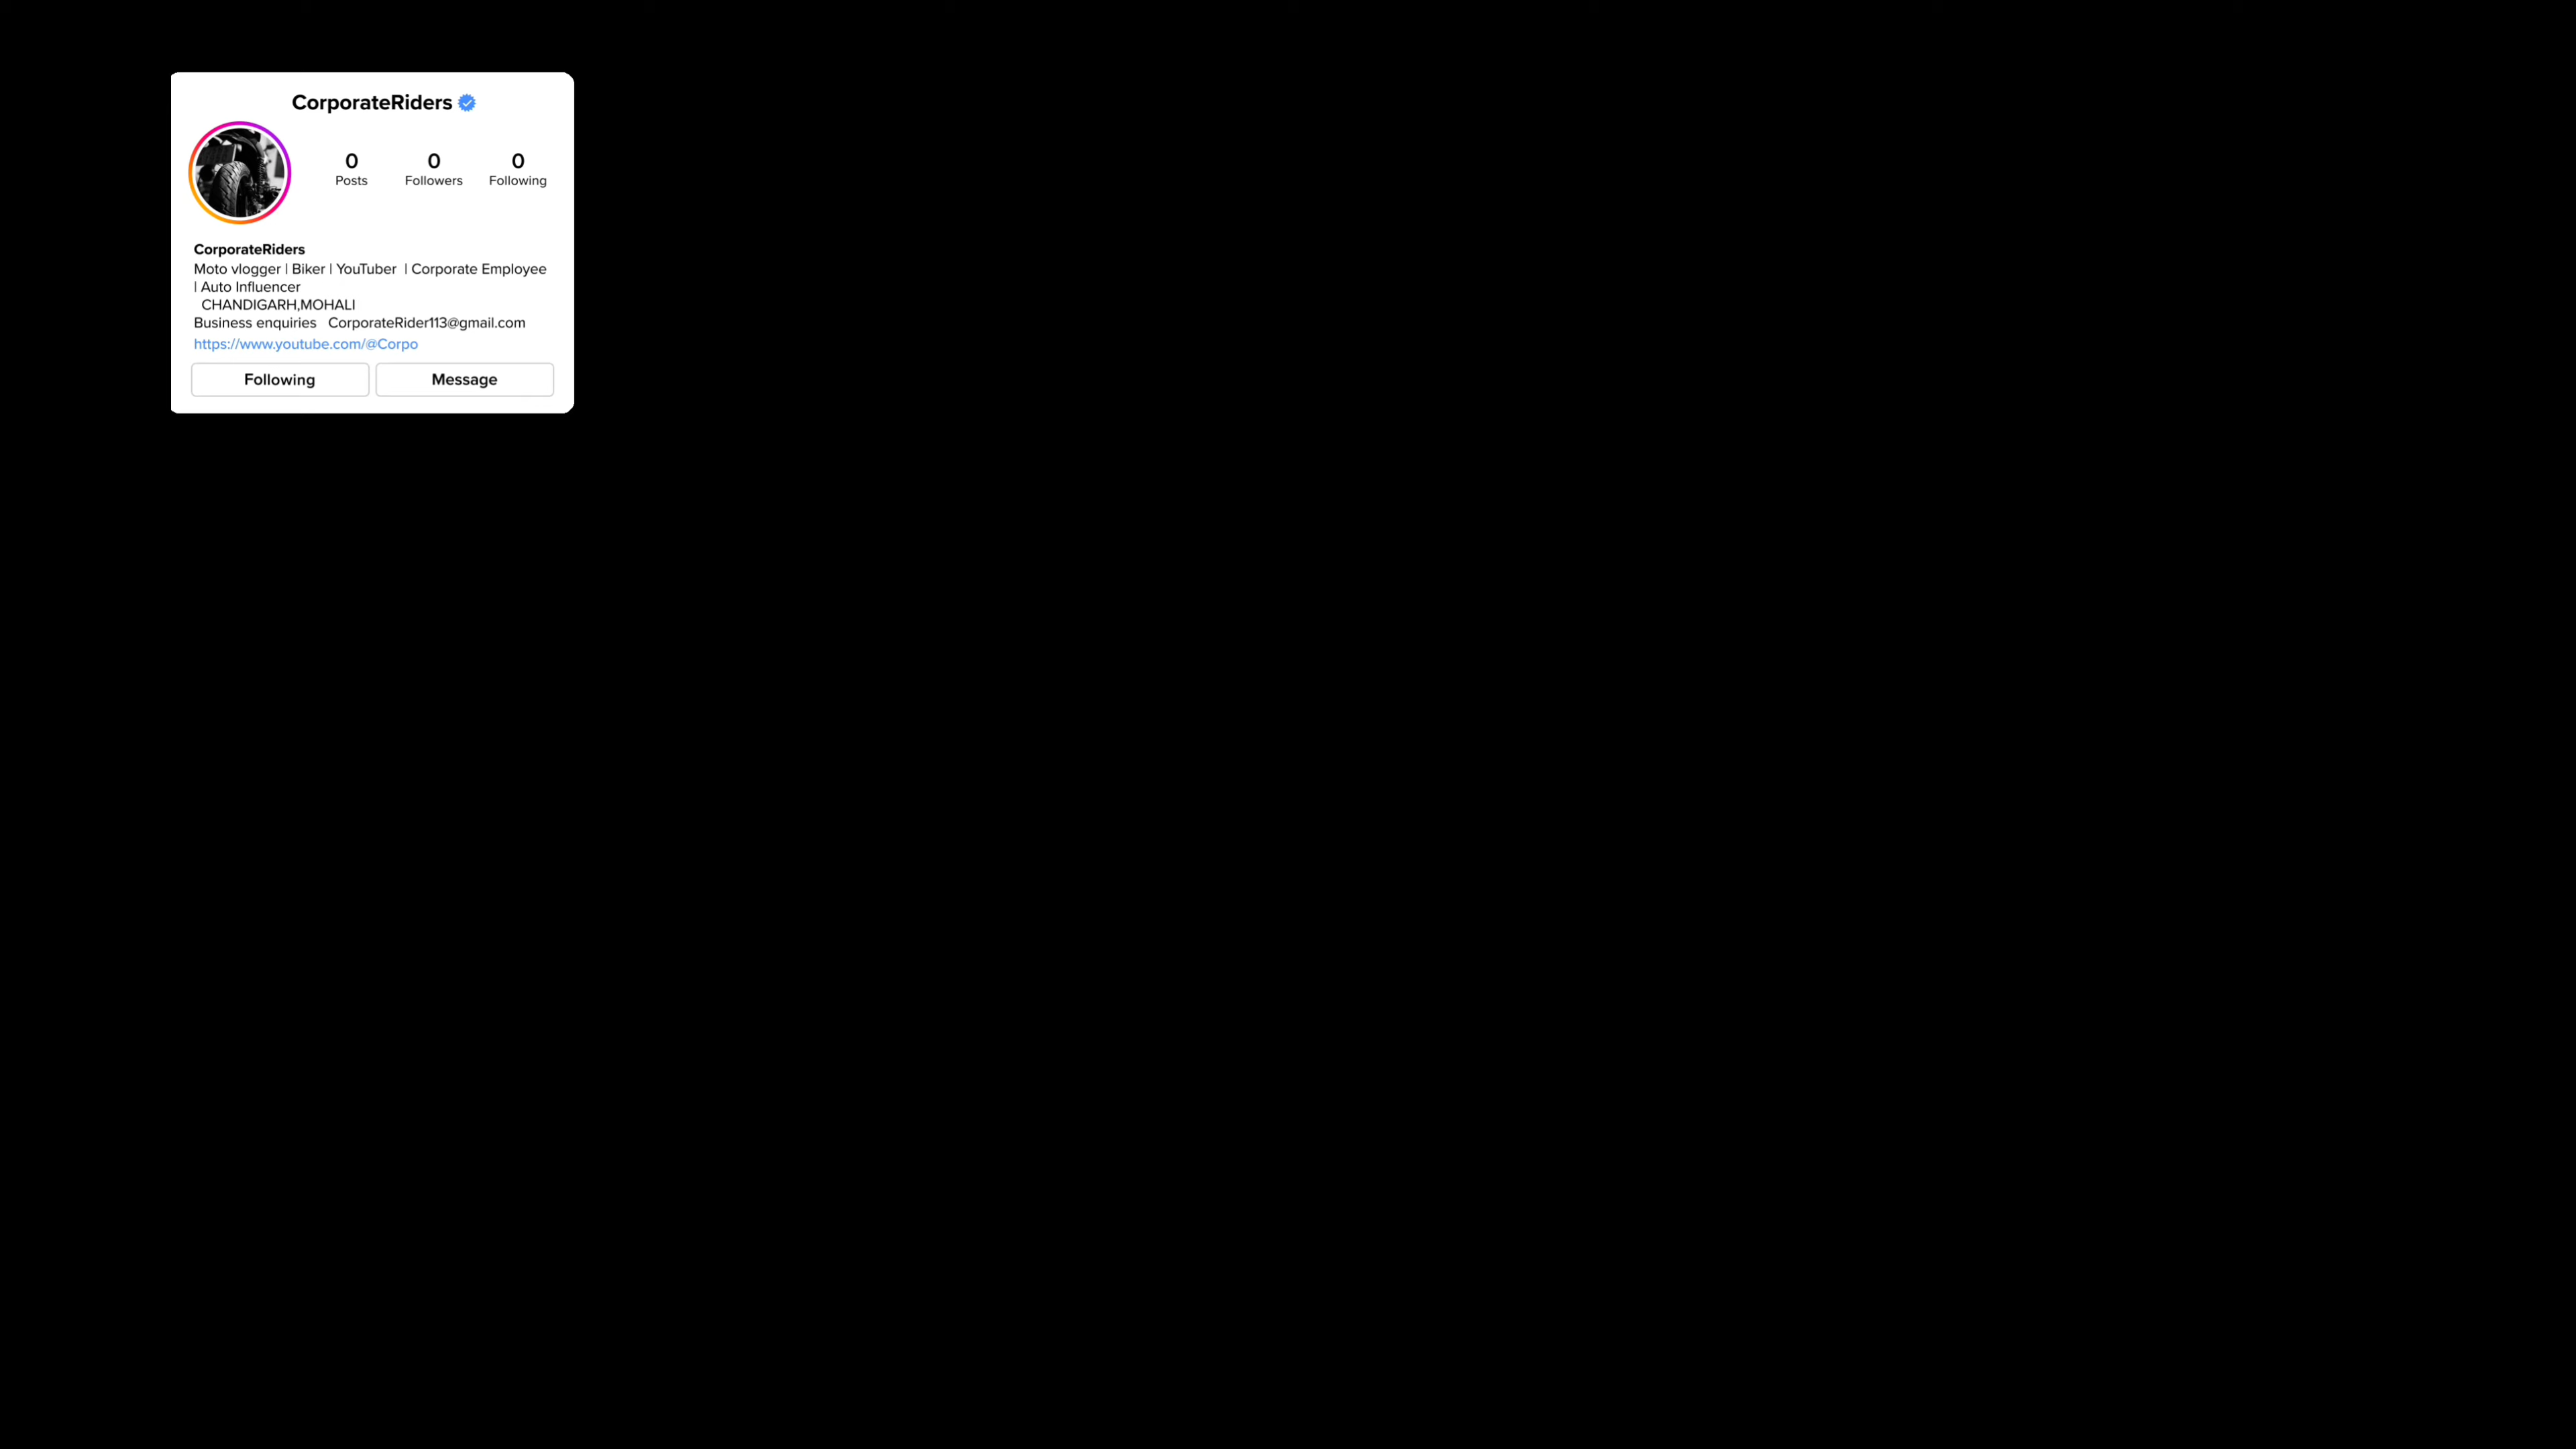 CorporateRiders
0 0 0
Posts Followers Following
CorporateRiders
Moto vlogger | Biker | YouTuber | Corporate Employee
| Auto Influencer
CHANDIGARH,MOHALI
Business enquiries CorporateRider113@gmail.com
https://www.youtube.com/@Corpo
Following Message